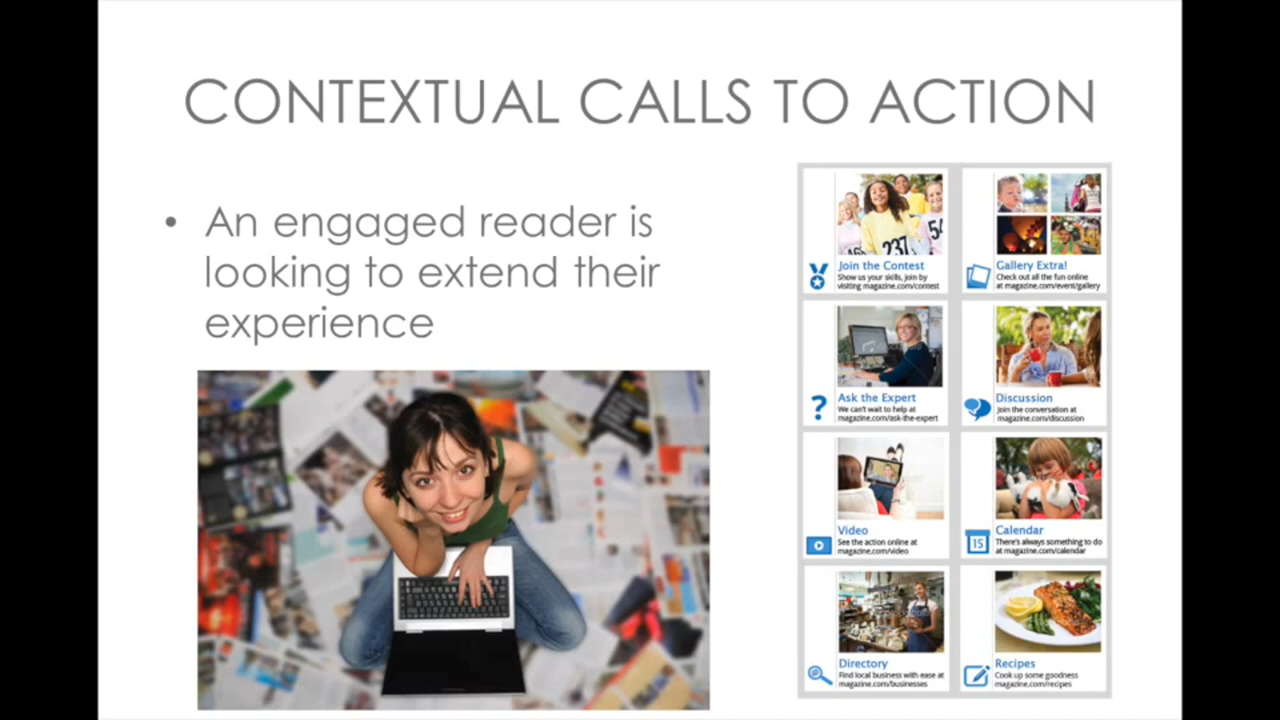 CONTEXTUAL CALLS TO ACTION
• An engaged reader is
looking to extend their
experience
237
Join the Contest
Show us your skills, join by
visiting magazine.com/contest
Gallery Extra!
Check out all the fun online
at magazine.com/event/gallery
?
Ask the Expert
We can't wait to help at
magazine.com/ask-the-expert
Discussion
Join the conversation at
magazine.com/discussion
Video
See the action online at
magazine.com/video
15
Calendar
There's always something to do
at magazine.com/calendar
Directory
Find local business with ease at
magazine.com/businesses
Recipes
Cook up some goodness
magazine.com/recipes